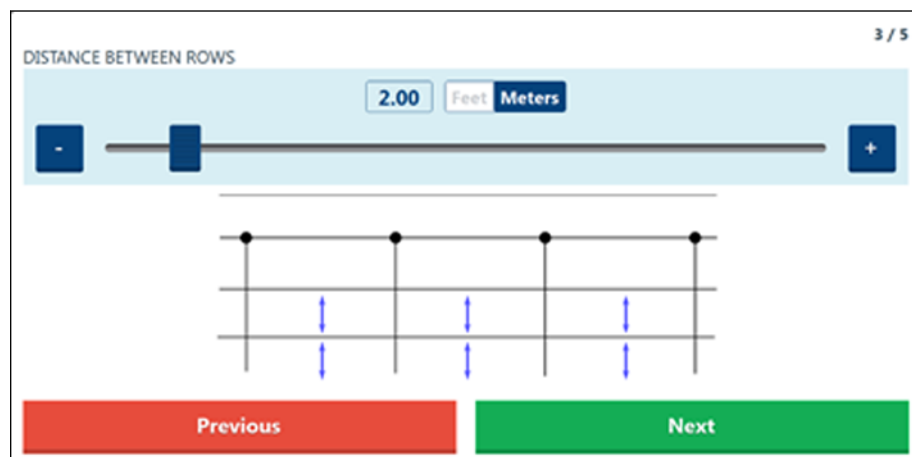 3 / 5
DISTANCE BETWEEN ROWS
2.00 Feet Meters
- +
Previous Next